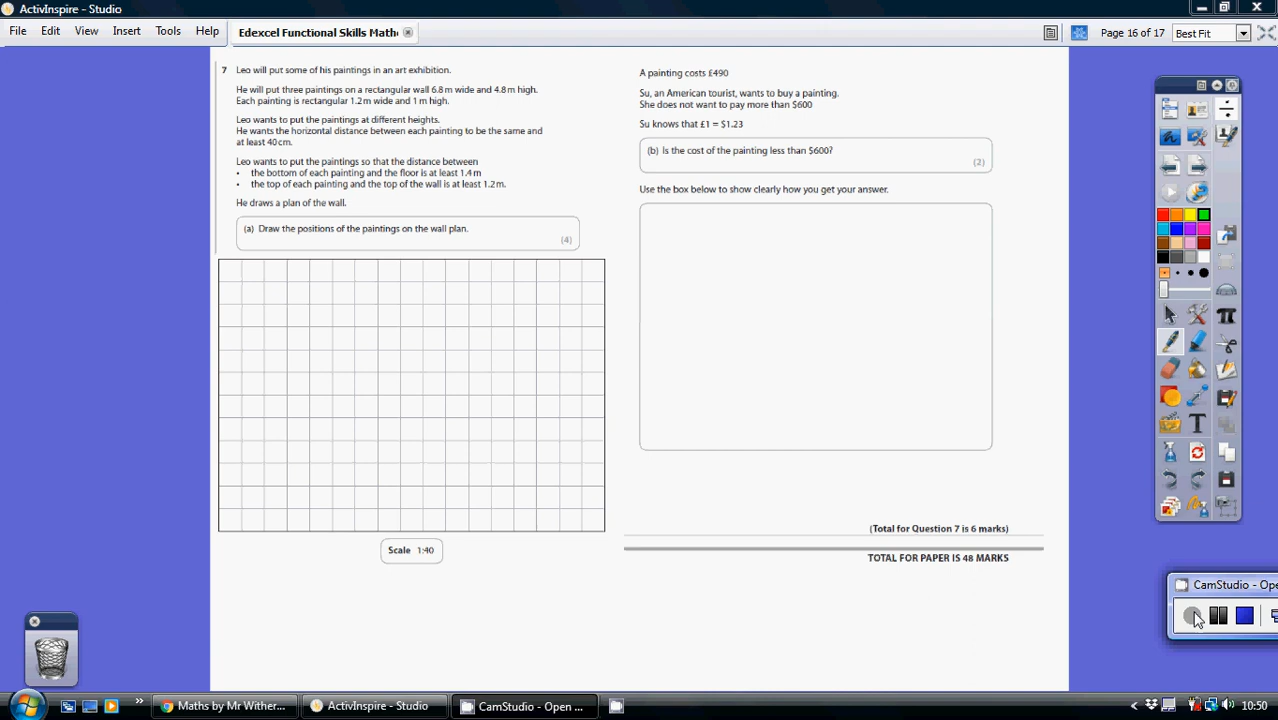 ActivInspire - Studio
File Edit View Insert Tools Help Edexcel Functional Skills Mathe Page 16 of 17 Best Fit
7 Leo will put some of his paintings in an art exhibition.
He will put three paintings on a rectangular wall 6.8 m wide and 4.8 m high.
Each painting is rectangular 1.2 m wide and 1 m high.
Leo wants to put the paintings at different heights.
He wants the horizontal distance between each painting to be the same and
at least 40 cm.
Leo wants to put the paintings so that the distance between
• the bottom of each painting and the floor is at least 1.4 m
• the top of each painting and the top of the wall is at least 1.2 m.
He draws a plan of the wall.
(a) Draw the positions of the paintings on the wall plan.
(4)
Scale 1:40
A painting costs £490
Su, an American tourist, wants to buy a painting.
She does not want to pay more than $600
Su knows that £1 = $1.23
(b) Is the cost of the painting less than $600?
(2)
Use the box below to show clearly how you get your answer.
(Total for Question 7 is 6 marks)
TOTAL FOR PAPER IS 48 MARKS
CamStudio - Ope
Maths by Mr Wither... ActivInspire - Studio CamStudio - Open ... 10:50